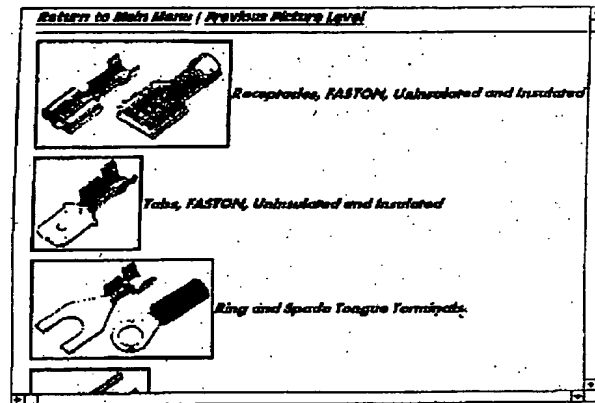 Return to Main Menu / Previous Picture Level
Receptacles, FASTON, Uninsulated and Insulated
Tabs, FASTON, Uninsulated and Insulated
Ring and Spade Tongue Terminals.